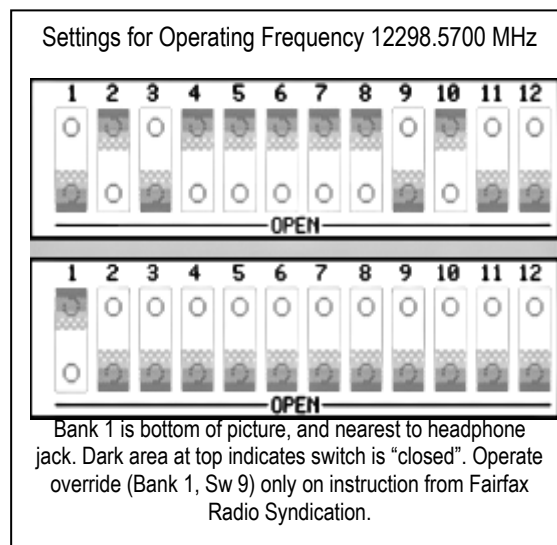 Settings for Operating Frequency 12298.5700 MHz
1 2 3 4 5 6 7 8 9 10 11 12
OPEN
1 2 3 4 5 6 7 8 9 10 11 12
OPEN
Bank 1 is bottom of picture, and nearest to headphone
jack. Dark area at top indicates switch is “closed”. Operate
override (Bank 1, Sw 9) only on instruction from Fairfax
Radio Syndication.